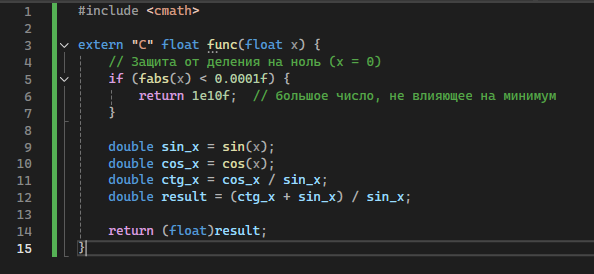 1 #include <cmath>
2
3 extern "C" float func(float x) {
4 // Защита от деления на ноль (x = 0)
5 if (fabs(x) < 0.0001f) {
6 return 1e10f; // большое число, не влияющее на минимум
7 }
8
9 double sin_x = sin(x);
10 double cos_x = cos(x);
11 double ctg_x = cos_x / sin_x;
12 double result = (ctg_x + sin_x) / sin_x;
13
14 return (float)result;
15 }